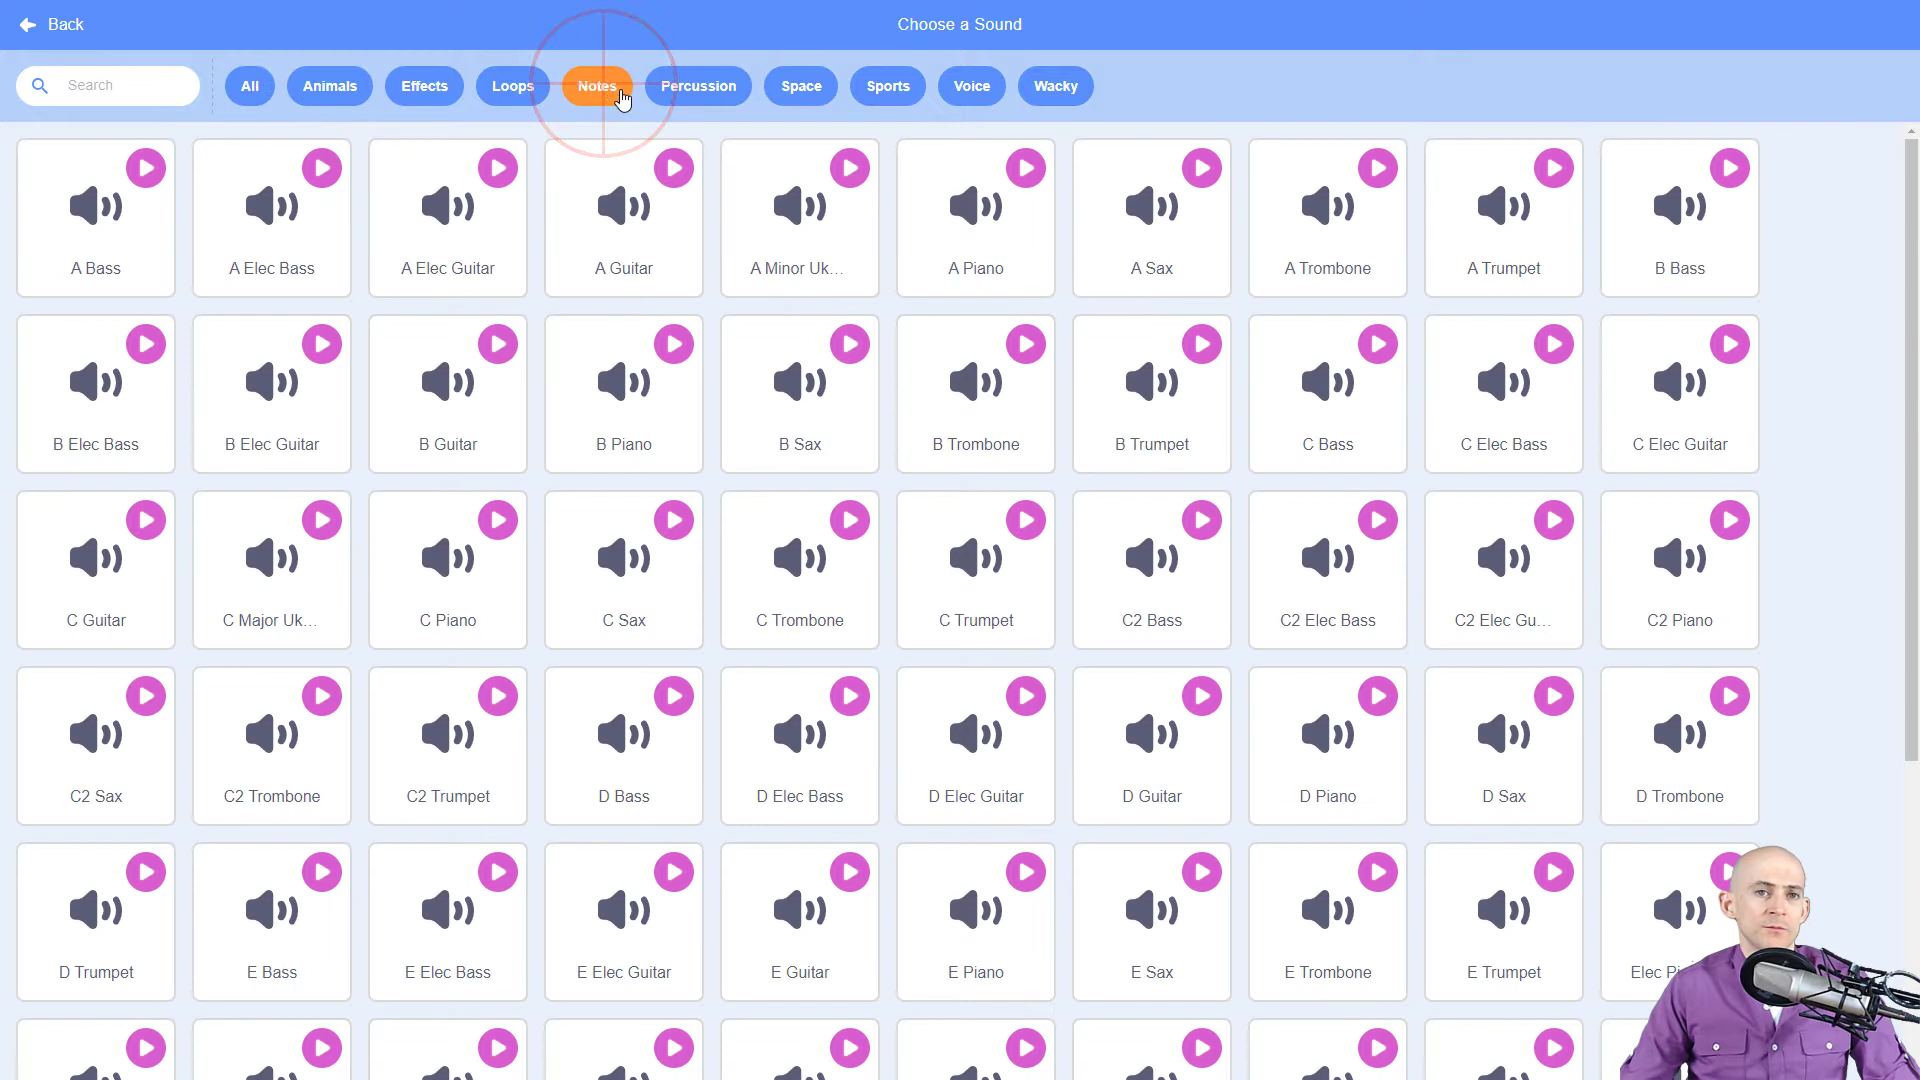 Back
Choose a Sound
Search
All
Animals
Effects
Loops
Notes
Percussion
Space
Sports
Voice
Wacky
A Bass
A Elec Bass
A Elec Guitar
A Guitar
A Minor Uk...
A Piano
A Sax
A Trombone
A Trumpet
B Bass
B Elec Bass
B Elec Guitar
B Guitar
B Piano
B Sax
B Trombone
B Trumpet
C Bass
C Elec Bass
C Elec Guitar
C Guitar
C Major Uk...
C Piano
C Sax
C Trombone
C Trumpet
C2 Bass
C2 Elec Bass
C2 Elec Gu...
C2 Piano
C2 Sax
C2 Trombone
C2 Trumpet
D Bass
D Elec Bass
D Elec Guitar
D Guitar
D Piano
D Sax
D Trombone
D Trumpet
E Bass
E Elec Bass
E Elec Guitar
E Guitar
E Piano
E Sax
E Trombone
E Trumpet
Elec